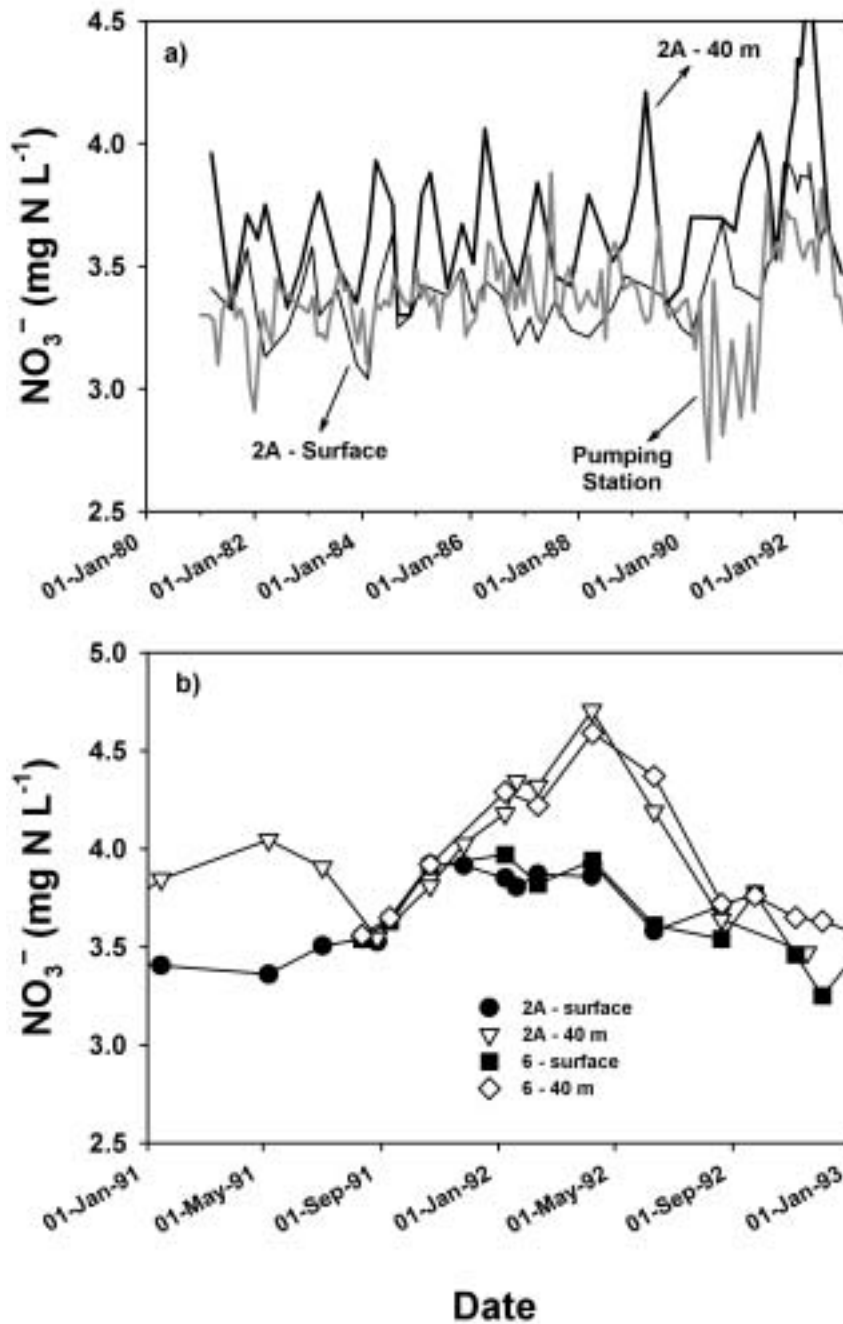 a)
4.5
4.0
3.5
3.0
2.5
NO₃⁻ (mg N L⁻¹)
2A - 40 m
2A - Surface
Pumping
Station
01-Jan-80
01-Jan-82
01-Jan-84
01-Jan-86
01-Jan-88
01-Jan-90
01-Jan-92
b)
5.0
4.5
4.0
3.5
3.0
2.5
NO₃⁻ (mg N L⁻¹)
2A - surface
2A - 40 m
6 - surface
6 - 40 m
01-Jan-91
01-May-91
01-Sep-91
01-Jan-92
01-May-92
01-Sep-92
01-Jan-93
Date